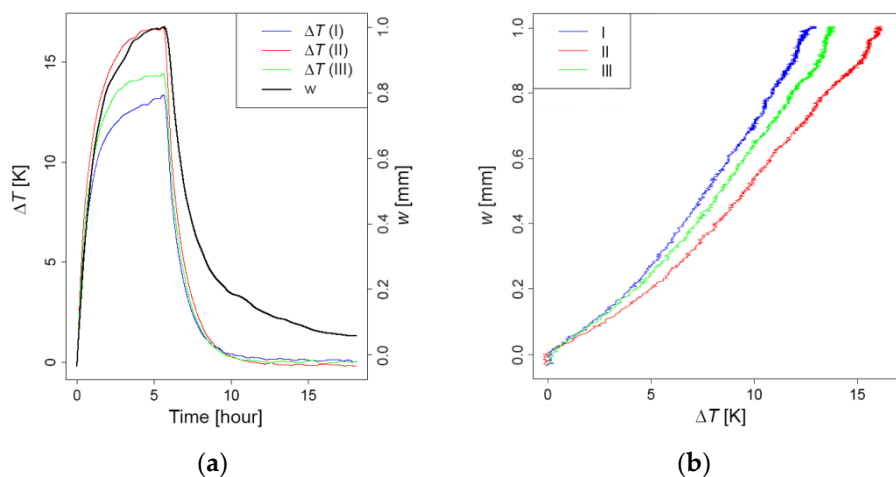 ΔT (I)
ΔT (II)
ΔT (III)
w
ΔT [K]
0
5
10
15
w [mm]
0.0
0.2
0.4
0.6
0.8
1.0
0
5
10
15
Time [hour]
(a)
I
II
III
w [mm]
0.0
0.2
0.4
0.6
0.8
1.0
0
5
10
15
ΔT [K]
(b)